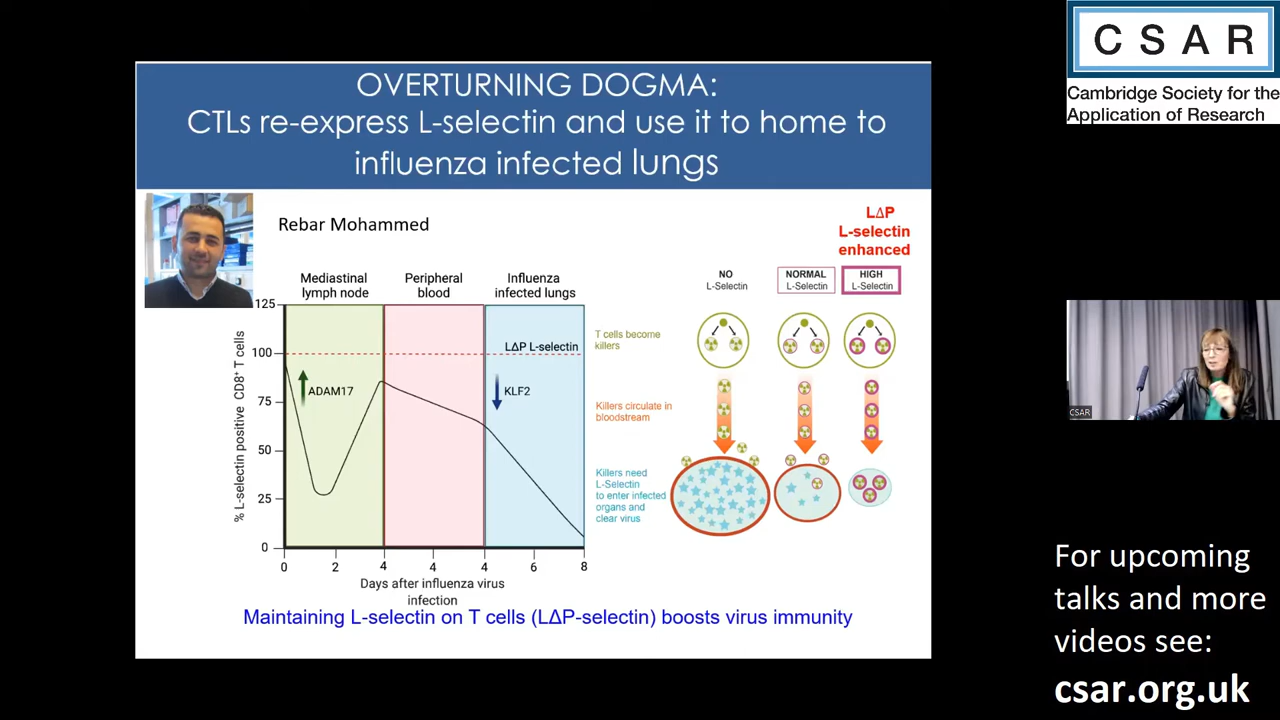 OVERTURNING DOGMA:
CTLs re-express L-selectin and use it to home to
influenza infected lungs
Rebar Mohammed
Mediastinal
lymph node
Peripheral
blood
Influenza
infected lungs
% L-selectin positive CD8+ T cells
125
100
75
50
25
0
LΔP L-selectin
ADAM17
KLF2
0
2
4
4
4
6
8
Days after influenza virus
infection
LΔP
L-selectin
enhanced
NO
L-Selectin
NORMAL
L-Selectin
HIGH
L-Selectin
T cells become
killers
Killers circulate in
bloodstream
Killers need
L-Selectin
to enter infected
organs and
clear virus
Maintaining L-selectin on T cells (LΔP-selectin) boosts virus immunity
CSAR
Cambridge Society for the
Application of Research
CSAR
For upcoming
talks and more
videos see:
csar.org.uk